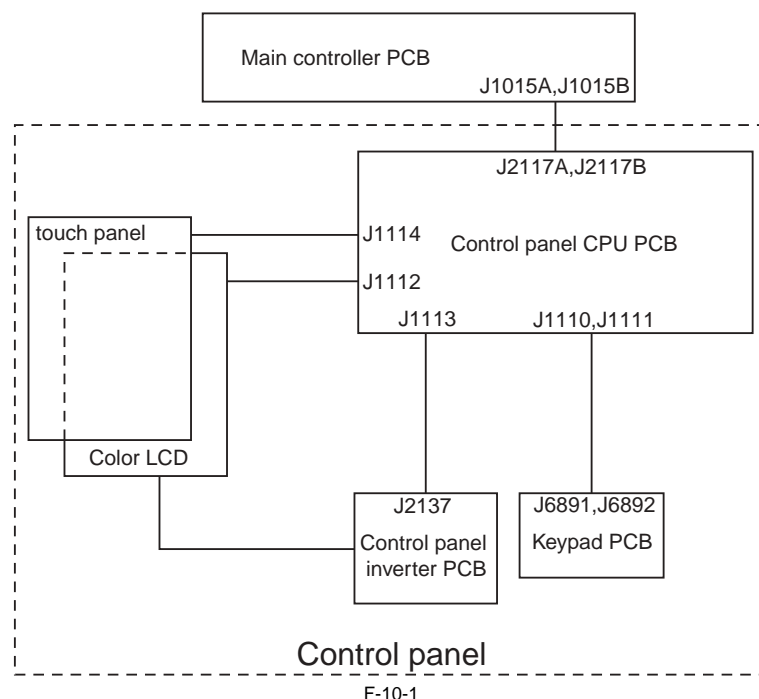 Main controller PCB
J1015A,J1015B
J2117A,J2117B
touch panel
J1114
Control panel CPU PCB
J1112
J1113
J1110,J1111
Color LCD
J2137
J6891,J6892
Control panel
inverter PCB
Keypad PCB
Control panel
F-10-1